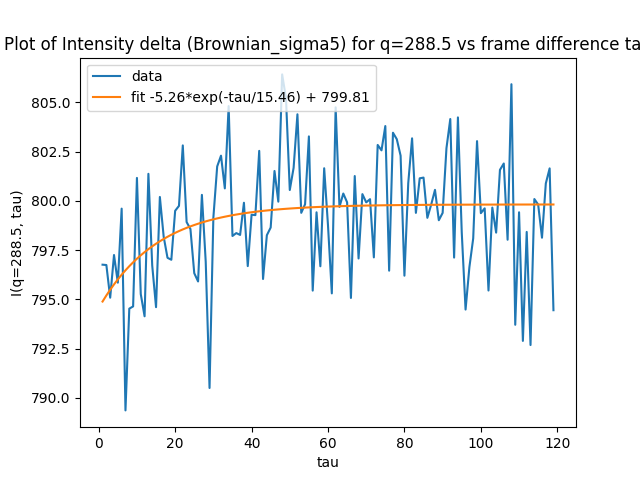 Plot of Intensity delta (Brownian_sigma5) for q=288.5 vs frame difference ta
data
fit -5.26*exp(-tau/15.46) + 799.81
I(q=288.5, tau)
805.0
802.5
800.0
797.5
795.0
792.5
790.0
0 20 40 60 80 100 120
tau